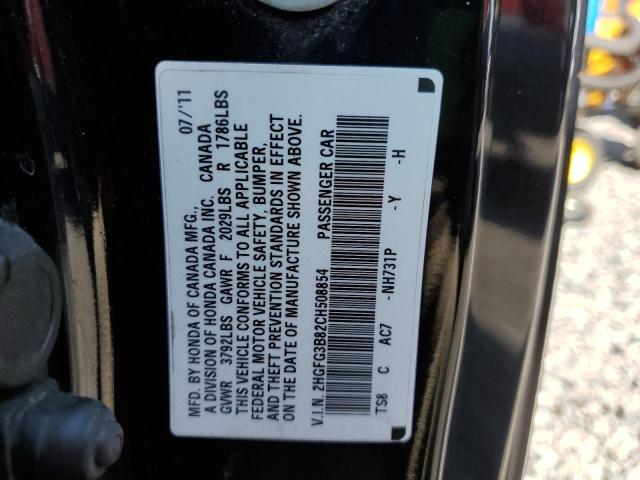 MFD. BY HONDA OF CANADA MFG., 07/'11
A DIVISION OF HONDA CANADA INC. CANADA
GVWR 3792LBS GAWR F 2029LBS R 1786LBS
THIS VEHICLE CONFORMS TO ALL APPLICABLE
FEDERAL MOTOR VEHICLE SAFETY, BUMPER,
AND THEFT PREVENTION STANDARDS IN EFFECT
ON THE DATE OF MANUFACTURE SHOWN ABOVE.
V.I.N. 2HGFG3B82CH508854 PASSENGER CAR
TS8 C AC7 -NH731P -Y -H